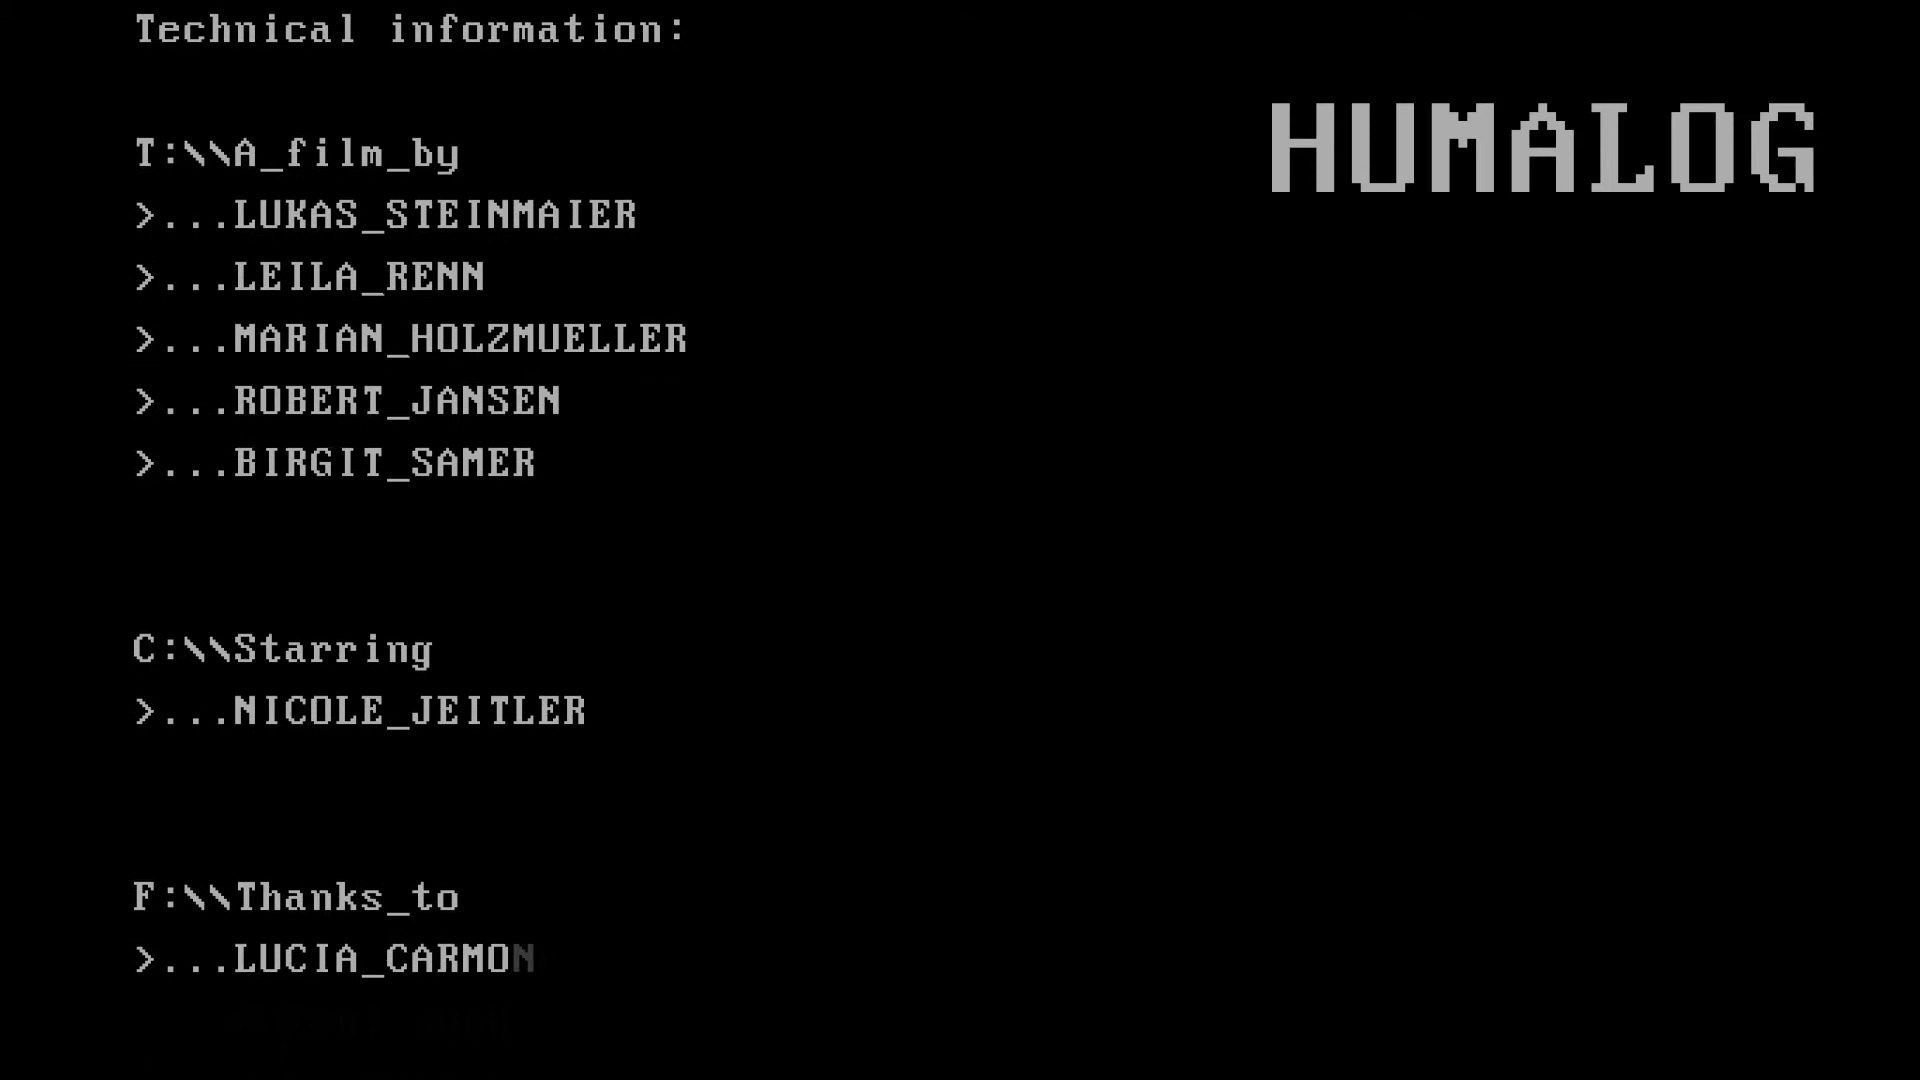 Technical information:
HUMALOG
T:\\A_film_by
>...LUKAS_STEINMAIER
>...LEILA_RENN
>...MARIAN_HOLZMUELLER
>...ROBERT_JANSEN
>...BIRGIT_SAMER
C:\\Starring
>...NICOLE_JEITLER
F:\\Thanks_to
>...LUCIA_CARMON